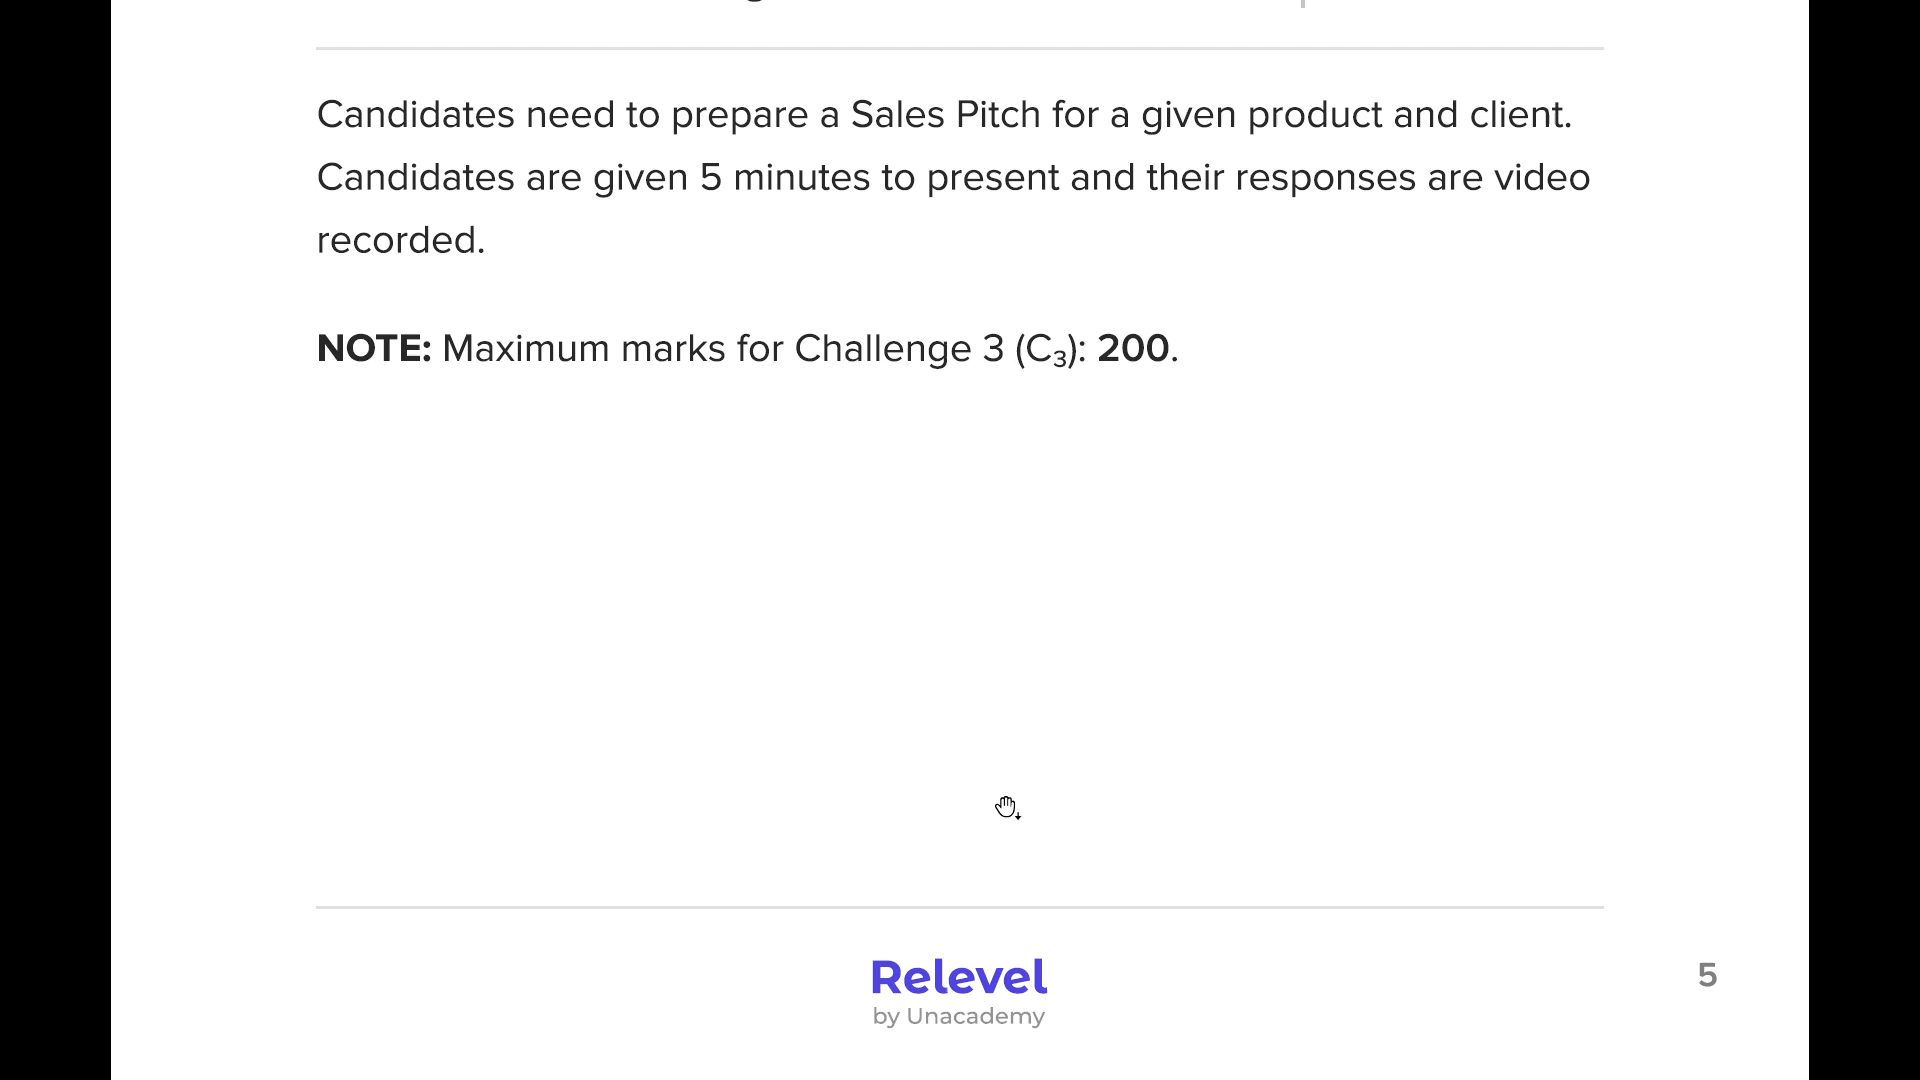 Candidates need to prepare a Sales Pitch for a given product and client.
Candidates are given 5 minutes to present and their responses are video
recorded.
NOTE: Maximum marks for Challenge 3 (C₃): 200.
Relevel
by Unacademy
5